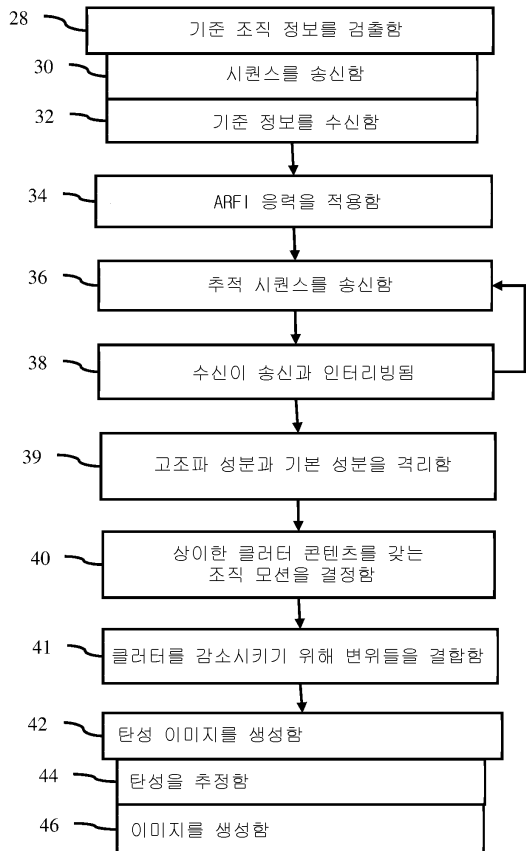 28 기준 조직 정보를 검출함
30 시퀀스를 송신함
32 기준 정보를 수신함
34 ARFI 응력을 적용함
36 추적 시퀀스를 송신함
38 수신이 송신과 인터리빙됨
39 고조파 성분과 기본 성분을 격리함
40 상이한 클러터 콘텐츠를 갖는
조직 모션을 결정함
41 클러터를 감소시키기 위해 변위들을 결합함
42 탄성 이미지를 생성함
44 탄성을 추정함
46 이미지를 생성함